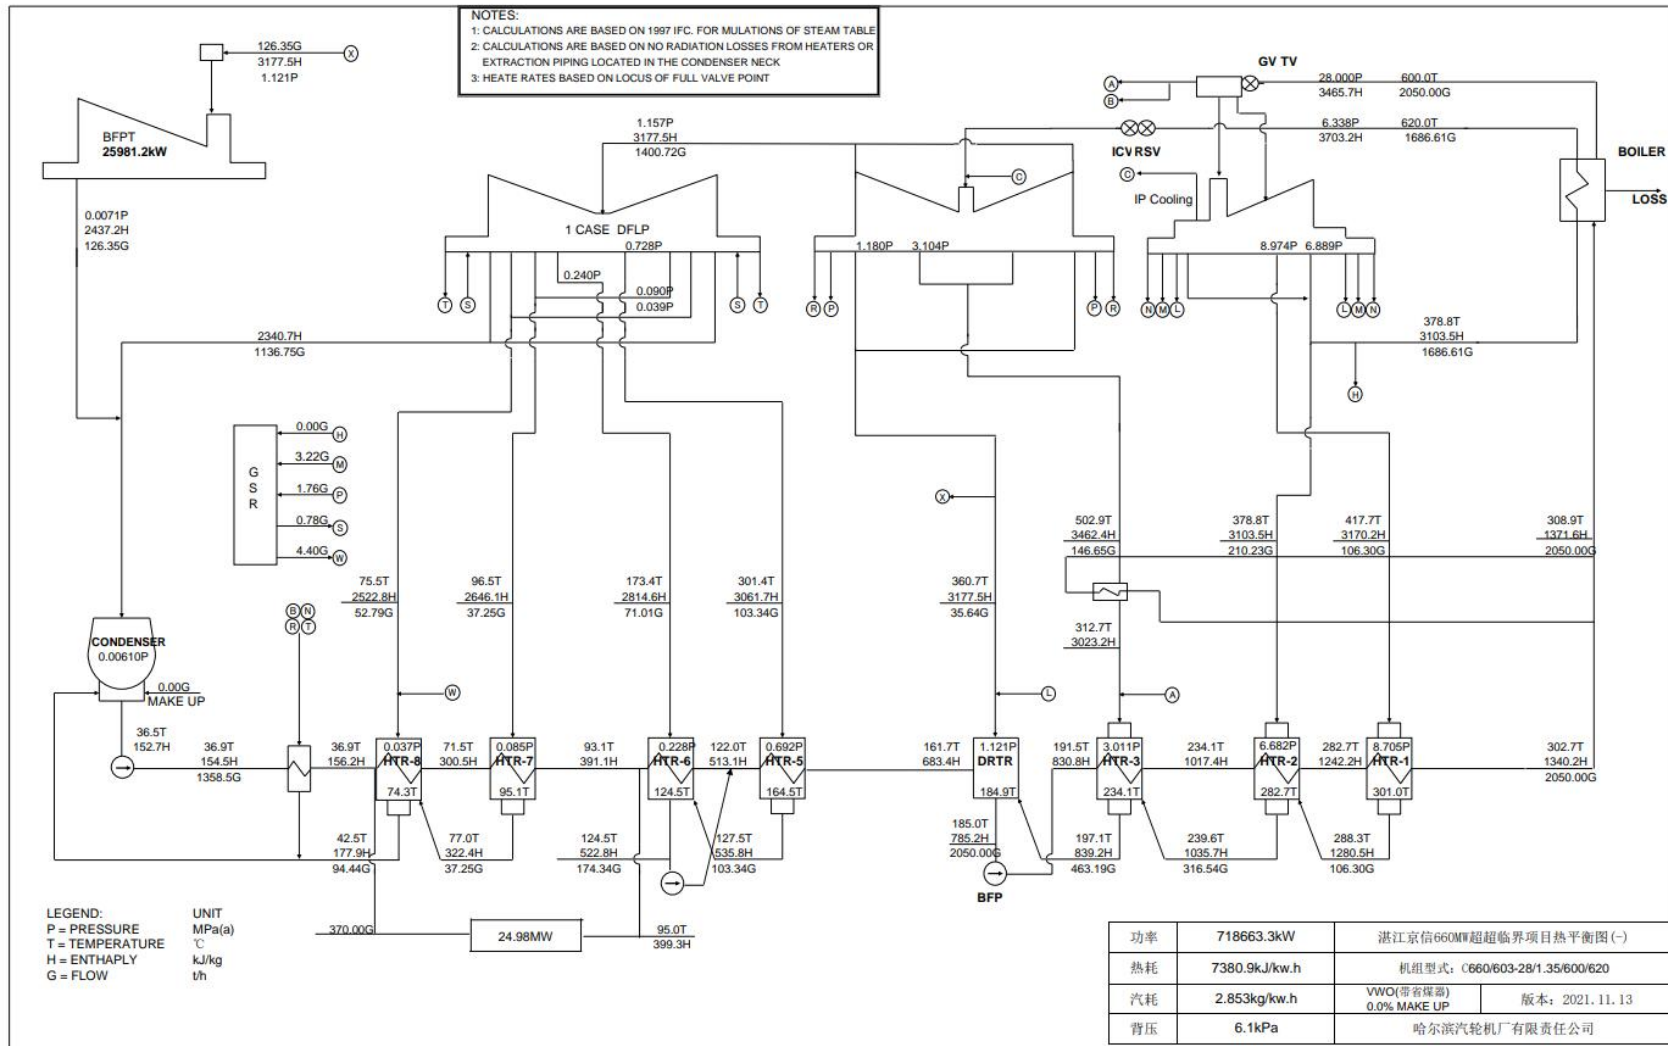 NOTES:
1: CALCULATIONS ARE BASED ON 1997 IFC. FOR MULATIONS OF STEAM TABLE
2: CALCULATIONS ARE BASED ON NO RADIATION LOSSES FROM HEATERS OR
EXTRACTION PIPING LOCATED IN THE CONDENSER NECK
3: HEATE RATES BASED ON LOCUS OF FULL VALVE POINT
126.35G
3177.5H
1.121P
X
BFPT
25981.2kW
0.0071P
2437.2H
126.35G
1.157P
3177.5H
1400.72G
1 CASE DFLP
0.728P
0.240P
0.090P
0.039P
T
S
S
T
2340.7H
1136.75G
1.180P
3.104P
R
P
P
R
C
ICV RSV
GV TV
A
B
28.000P
3465.7H
600.0T
2050.00G
6.338P
3703.2H
620.0T
1686.61G
BOILER
LOSS
C
IP Cooling
8.974P
6.889P
N
M
L
L
M
N
378.8T
3103.5H
1686.61G
H
G
S
R
0.00G
H
3.22G
M
1.76G
P
0.78G
S
4.40G
W
X
75.5T
2522.8H
52.79G
96.5T
2646.1H
37.25G
173.4T
2814.6H
71.01G
301.4T
3061.7H
103.34G
360.7T
3177.5H
35.64G
502.9T
3462.4H
146.65G
312.7T
3023.2H
378.8T
3103.5H
210.23G
417.7T
3170.2H
106.30G
308.9T
1371.6H
2050.00G
B
N
R
T
W
L
A
CONDENSER
0.00610P
0.00G
MAKE UP
36.5T
152.7H
36.9T
154.5H
1358.5G
36.9T
156.2H
0.037P
HTR-8
74.3T
71.5T
300.5H
0.085P
HTR-7
95.1T
93.1T
391.1H
0.228P
HTR-6
124.5T
122.0T
513.1H
0.692P
HTR-5
164.5T
161.7T
683.4H
1.121P
DRTR
184.9T
191.5T
830.8H
3.011P
HTR-3
234.1T
234.1T
1017.4H
6.682P
HTR-2
282.7T
282.7T
1242.2H
8.705P
HTR-1
301.0T
302.7T
1340.2H
2050.00G
42.5T
177.9H
94.44G
77.0T
322.4H
37.25G
124.5T
522.8H
174.34G
127.5T
535.8H
103.34G
185.0T
785.2H
2050.00G
BFP
197.1T
839.2H
463.19G
239.6T
1035.7H
316.54G
288.3T
1280.5H
106.30G
370.00G
24.98MW
95.0T
399.3H
LEGEND: UNIT
P = PRESSURE MPa(a)
T = TEMPERATURE ℃
H = ENTHAPLY kJ/kg
G = FLOW t/h
功率 718663.3kW 湛江京信660MW超超临界项目热平衡图(-)
热耗 7380.9kJ/kw.h 机组型式: C660/603-28/1.35/600/620
汽耗 2.853kg/kw.h VWO(带省煤器)
0.0% MAKE UP 版本: 2021.11.13
背压 6.1kPa 哈尔滨汽轮机厂有限责任公司